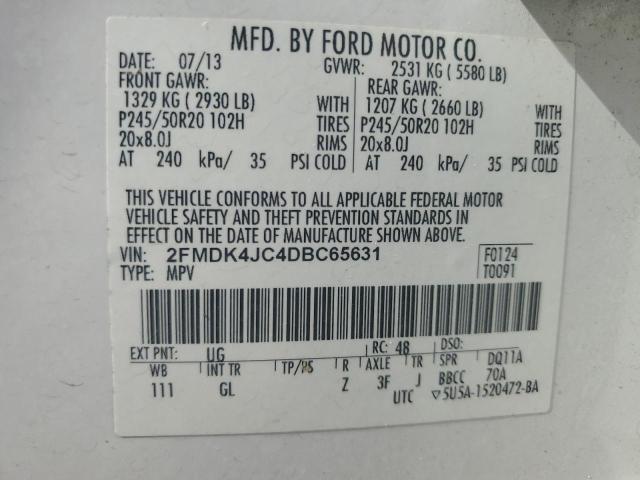 MFD. BY FORD MOTOR CO.
DATE: 07/13 GVWR: 2531 KG ( 5580 LB)
FRONT GAWR: REAR GAWR:
1329 KG ( 2930 LB) WITH 1207 KG ( 2660 LB) WITH
P245/50R20 102H TIRES P245/50R20 102H TIRES
20x8.0J RIMS 20x8.0J RIMS
AT 240 kPa/ 35 PSI COLD AT 240 kPa/ 35 PSI COLD
THIS VEHICLE CONFORMS TO ALL APPLICABLE FEDERAL MOTOR
VEHICLE SAFETY AND THEFT PREVENTION STANDARDS IN
EFFECT ON THE DATE OF MANUFACTURE SHOWN ABOVE.
VIN: 2FMDK4JC4DBC65631 F0124
TYPE: MPV T0091
EXT PNT: UG RC: 48 DSO:
WB INT TR TP/PS R AXLE TR SPR DQ11A
111 GL Z 3F J BBCC 70A
UTC ▽5U5A-1520472-BA